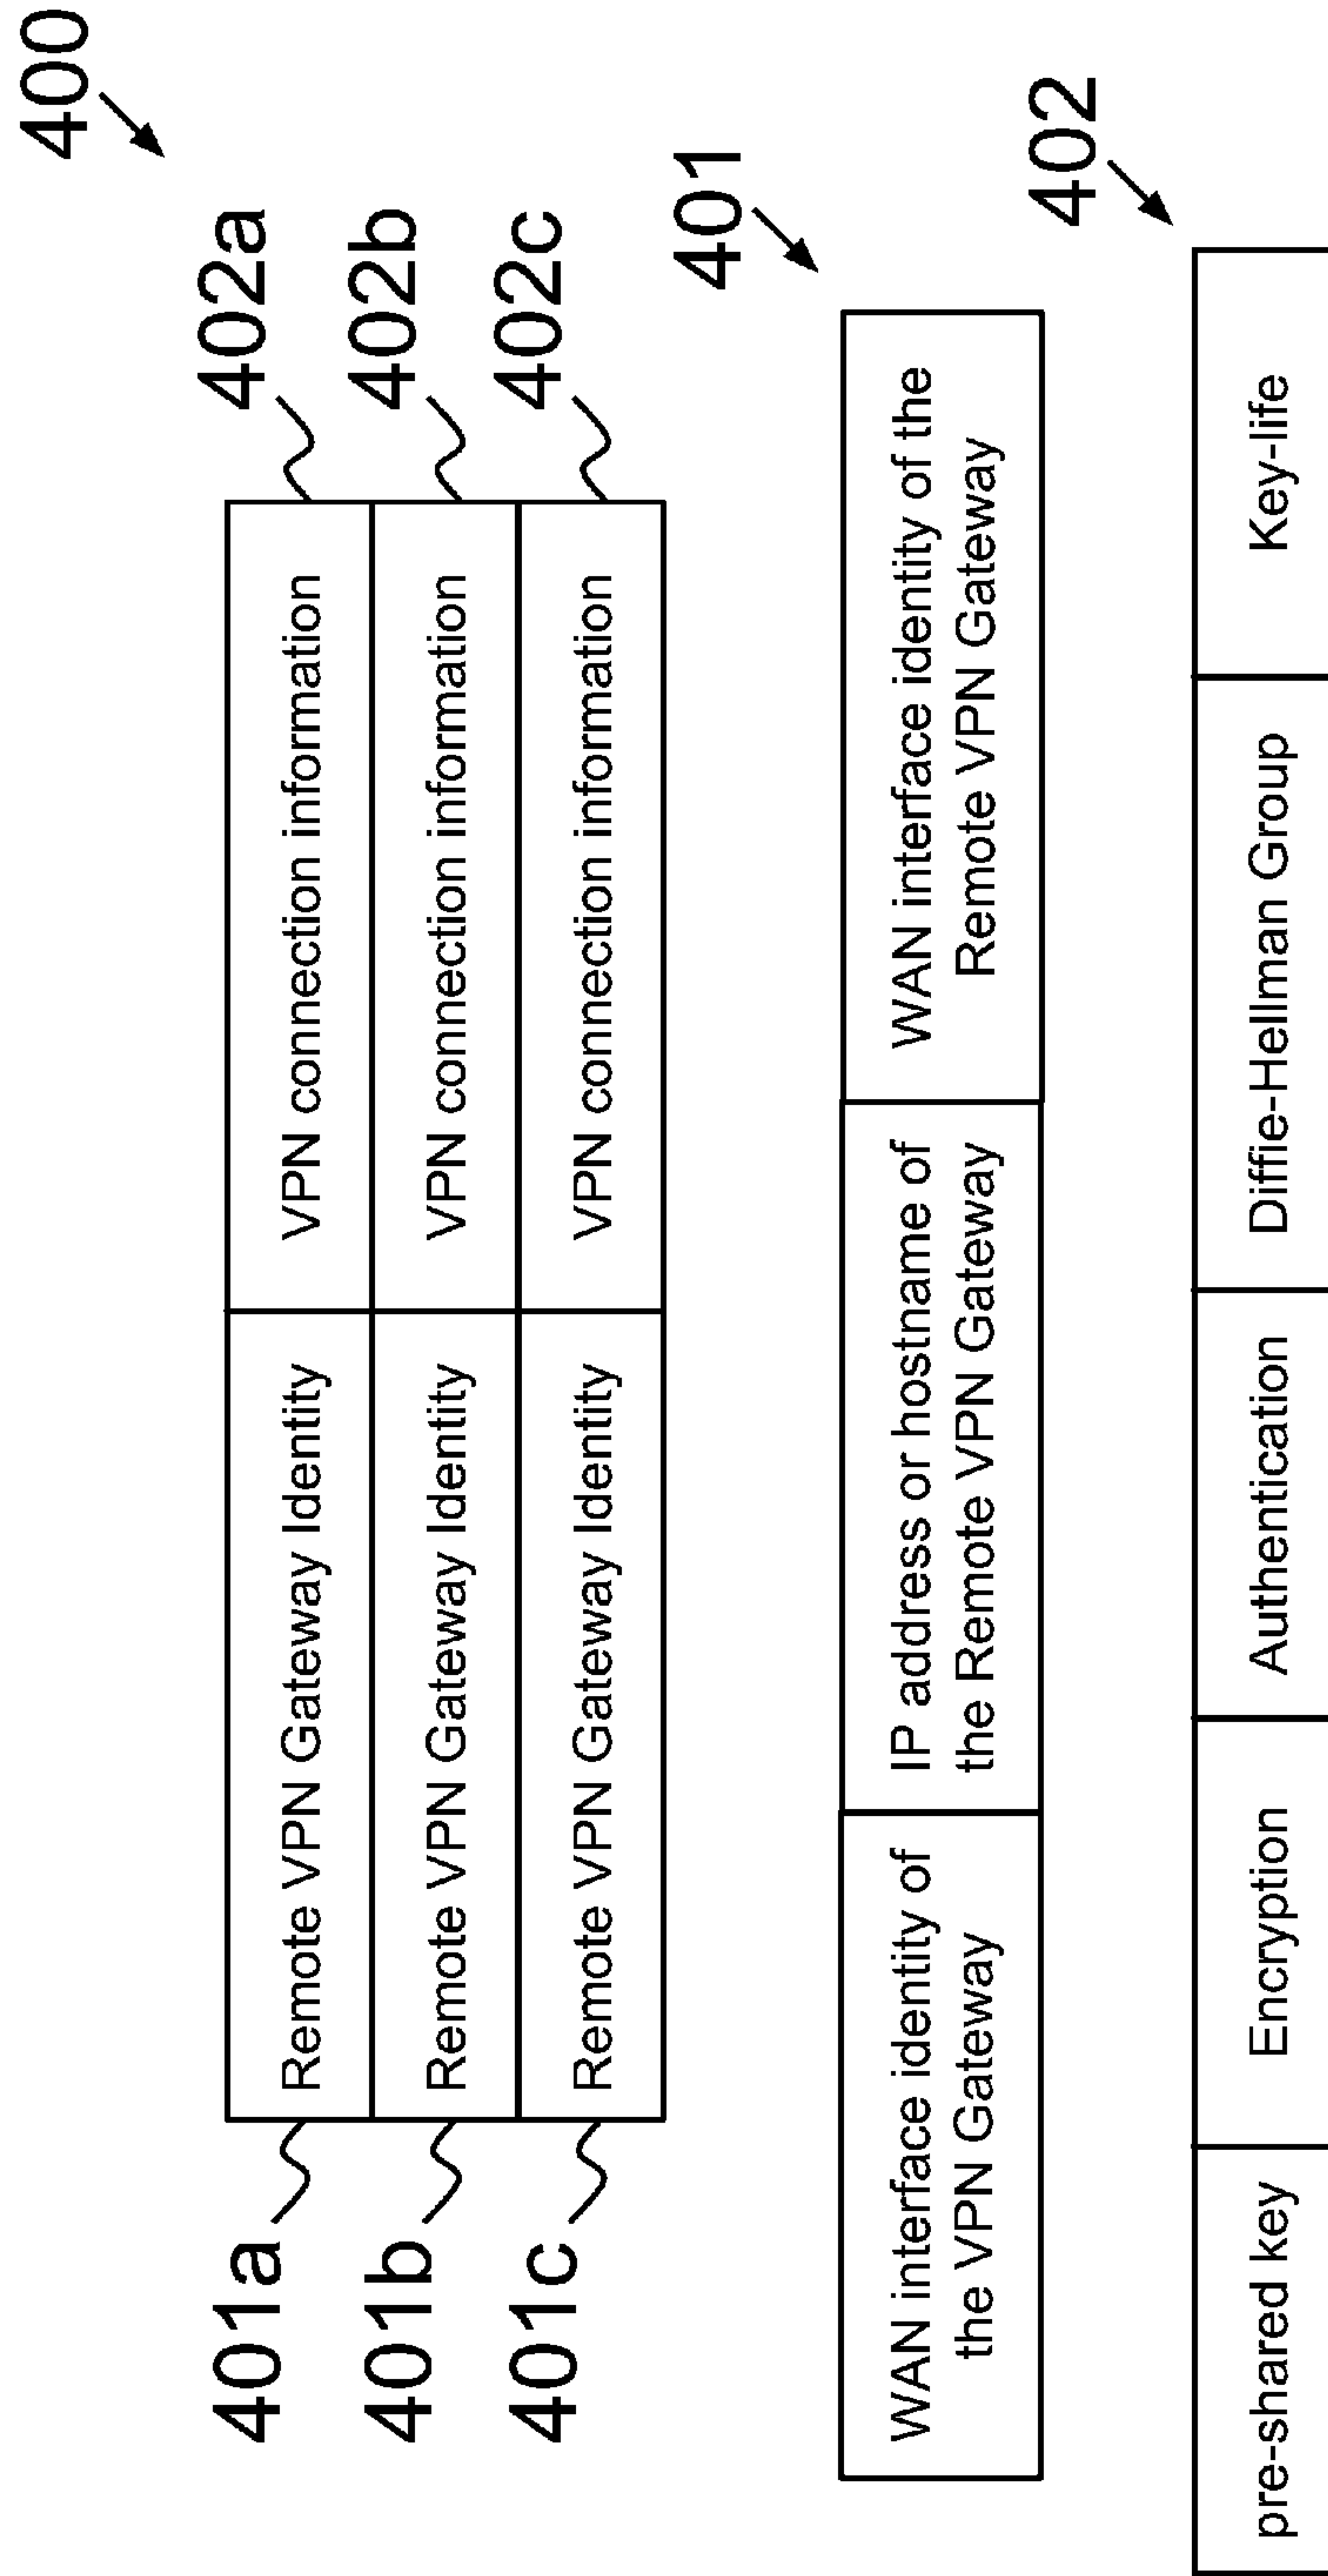 400
402a
402b
402c
401a
Remote VPN Gateway Identity
VPN connection information
401b
Remote VPN Gateway Identity
VPN connection information
401c
Remote VPN Gateway Identity
VPN connection information
401
WAN interface identity of
the VPN Gateway
IP address or hostname of
the Remote VPN Gateway
WAN interface identity of the
Remote VPN Gateway
402
pre-shared key
Encryption
Authentication
Diffie-Hellman Group
Key-life